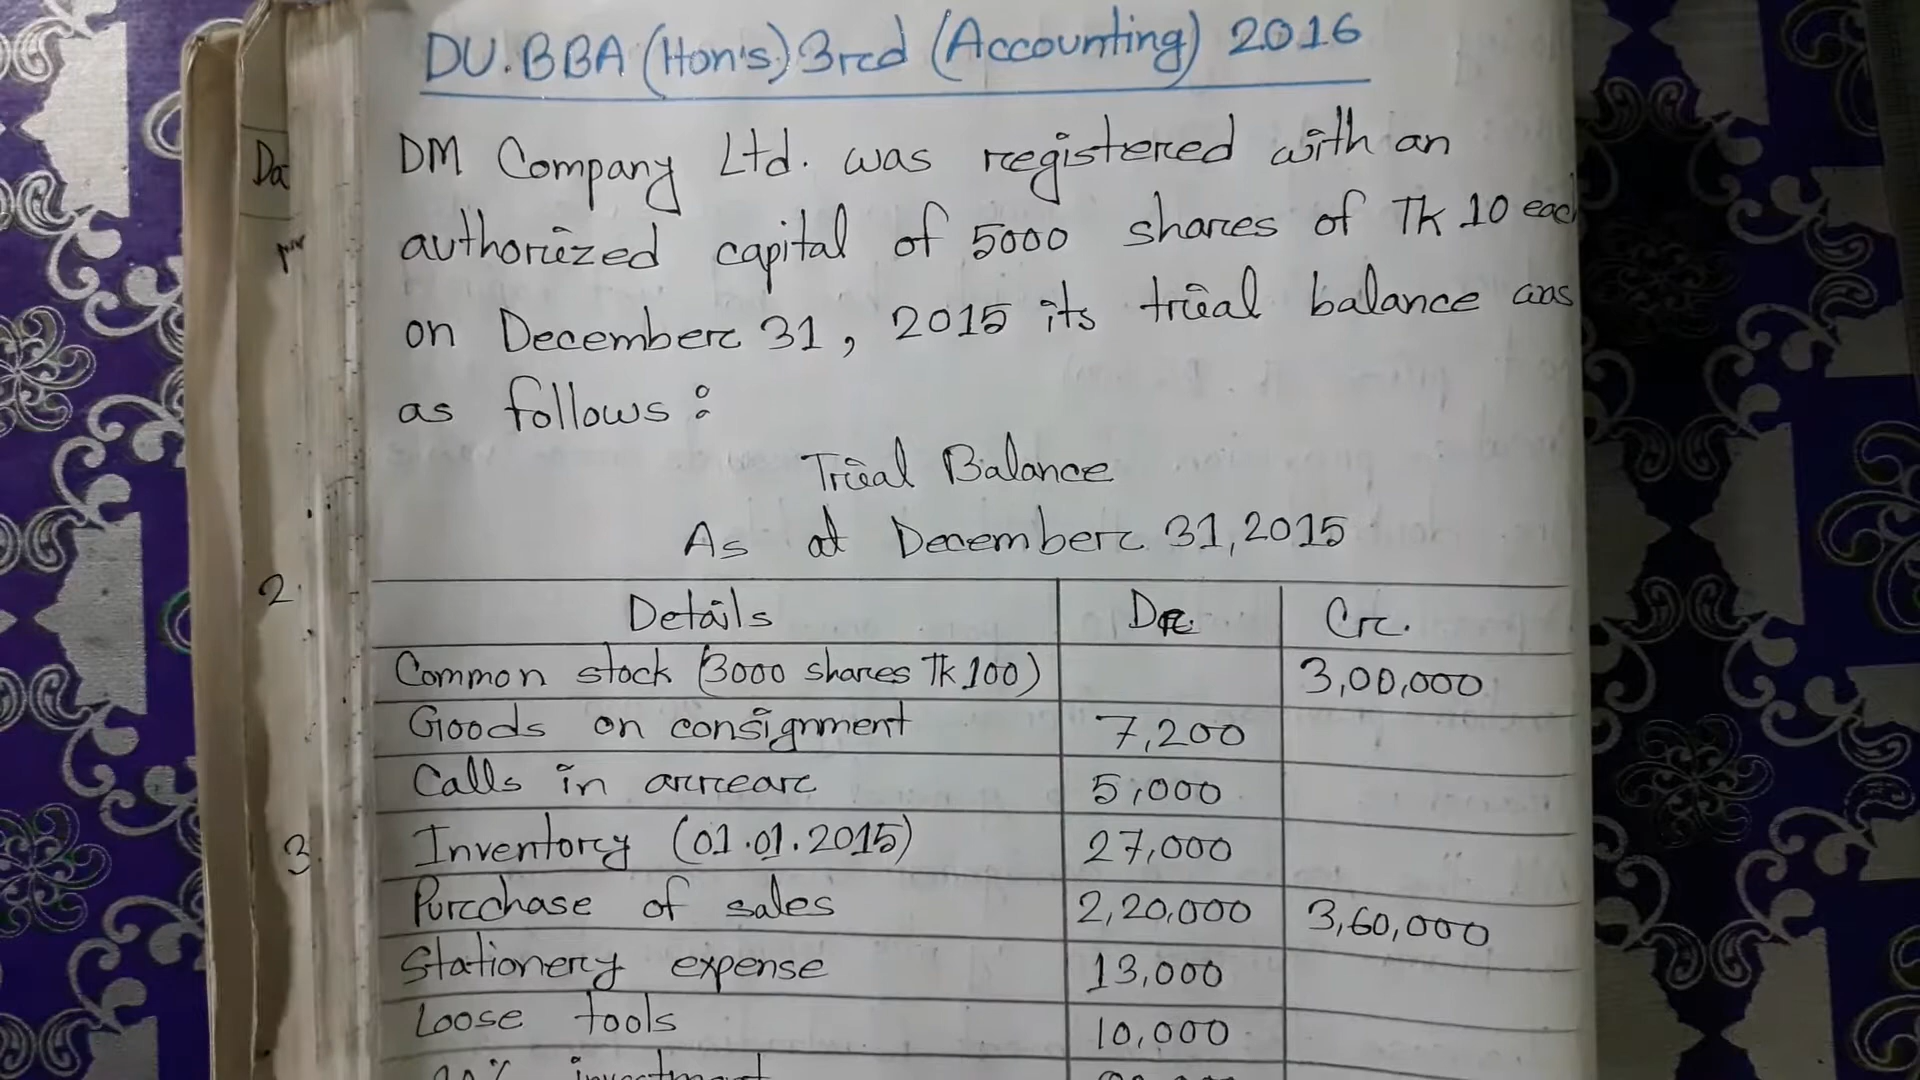 DU.BBA (Hon's) 3rd (Accounting) 2016
DM Company Ltd. was registered with an
authorized capital of 5000 shares of Tk 10 each
on December 31, 2015 its trial balance was
as follows:
Trial Balance
As at December 31, 2015
Details Dr. Cr.
Common stock (3000 shares Tk 100) 3,00,000
Goods on consignment 7,200
Calls in arrear 5,000
Inventory (01.01.2015) 27,000
Purchase of sales 2,20,000 3,60,000
Stationery expense 13,000
Loose tools 10,000
2.
3.